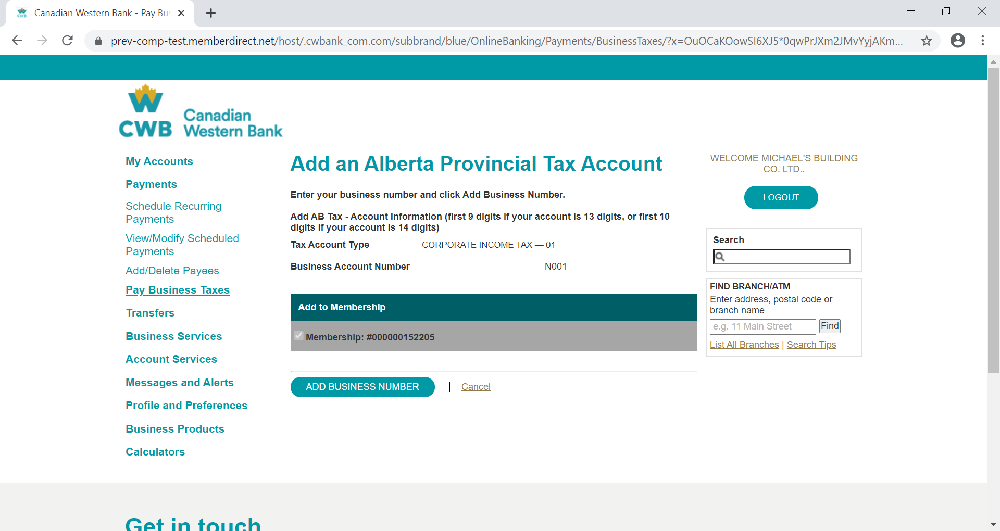 Canadian Western Bank - Pay Bus
prev-comp-test.memberdirect.net/host/.cwbank_com.com/subbrand/blue/OnlineBanking/Payments/BusinessTaxes/?x=OuOCaKOowSI6XJ5*0qwPrJXm2JMvYyjAKm...
CWB Canadian
Western Bank
My Accounts
Payments
Schedule Recurring
Payments
View/Modify Scheduled
Payments
Add/Delete Payees
Pay Business Taxes
Transfers
Business Services
Account Services
Messages and Alerts
Profile and Preferences
Business Products
Calculators
Add an Alberta Provincial Tax Account
Enter your business number and click Add Business Number.
Add AB Tax - Account Information (first 9 digits if your account is 13 digits, or first 10
digits if your account is 14 digits)
Tax Account Type CORPORATE INCOME TAX — 01
Business Account Number N001
Add to Membership
Membership: #000000152205
ADD BUSINESS NUMBER | Cancel
WELCOME MICHAEL'S BUILDING
CO. LTD..
LOGOUT
Search
FIND BRANCH/ATM
Enter address, postal code or
branch name
e.g. 11 Main Street Find
List All Branches | Search Tips
Get in touch